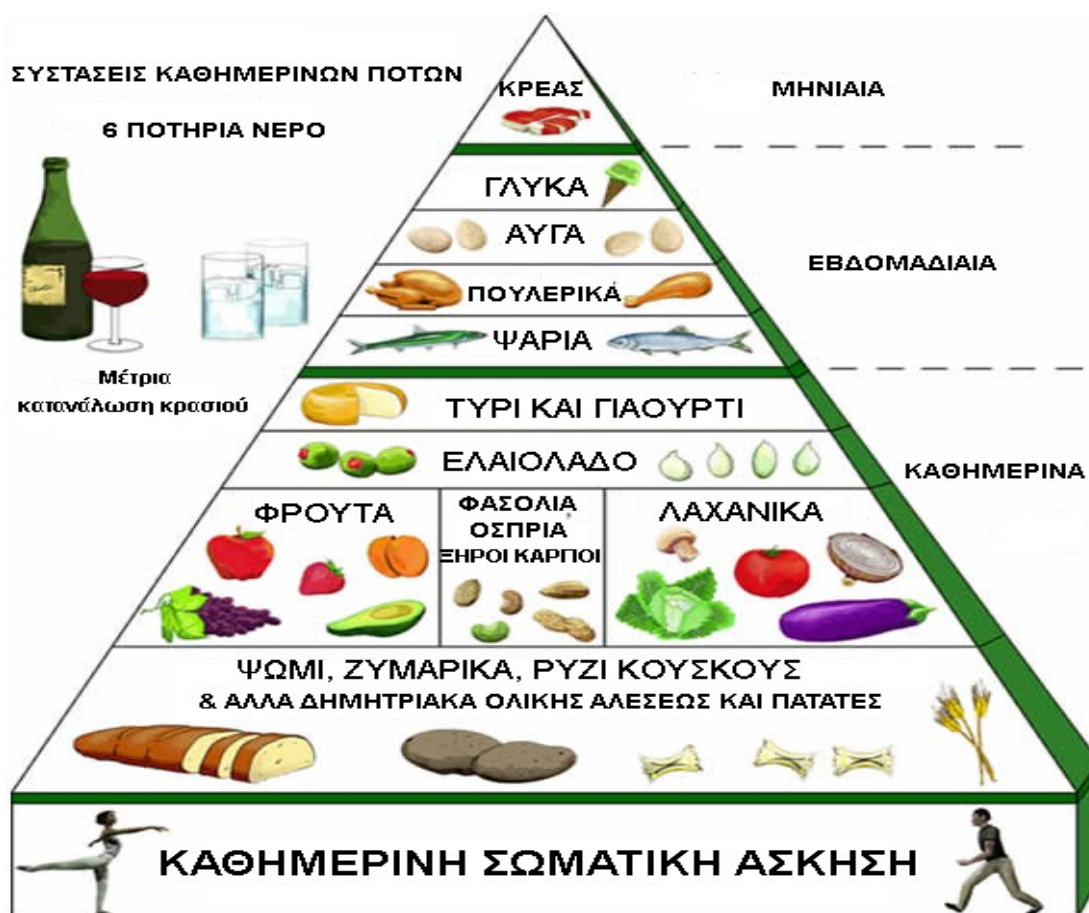 ΣΥΣΤΑΣΕΙΣ ΚΑΘΗΜΕΡΙΝΩΝ ΠΟΤΩΝ
6 ΠΟΤΗΡΙΑ ΝΕΡΟ
Μέτρια
κατανάλωση κρασιού
ΚΡΕΑΣ
ΜΗΝΙΑΙΑ
ΓΛΥΚΑ
ΑΥΓΑ
ΠΟΥΛΕΡΙΚΑ
ΨΑΡΙΑ
ΕΒΔΟΜΑΔΙΑΙΑ
ΤΥΡΙ ΚΑΙ ΓΙΑΟΥΡΤΙ
ΕΛΑΙΟΛΑΔΟ
ΚΑΘΗΜΕΡΙΝΑ
ΦΡΟΥΤΑ
ΦΑΣΟΛΙΑ
ΟΣΠΡΙΑ,
ΞΗΡΟΙ ΚΑΡΠΟΙ
ΛΑΧΑΝΙΚΑ
ΨΩΜΙ, ΖΥΜΑΡΙΚΑ, ΡΥΖΙ ΚΟΥΣΚΟΥΣ
& ΑΛΛΑ ΔΗΜΗΤΡΙΑΚΑ ΟΛΙΚΗΣ ΑΛΕΣΕΩΣ ΚΑΙ ΠΑΤΑΤΕΣ
ΚΑΘΗΜΕΡΙΝΗ ΣΩΜΑΤΙΚΗ ΑΣΚΗΣΗ